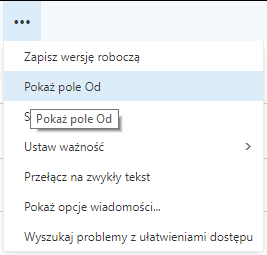 Zapisz wersję roboczą
Pokaż pole Od
S
Pokaż pole Od
Ustaw ważność
Przełącz na zwykły tekst
Pokaż opcje wiadomości...
Wyszukaj problemy z ułatwieniami dostępu